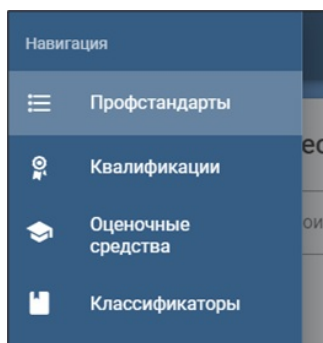 Навигация
Профстандарты
Квалификации
Оценочные
средства
Классификаторы